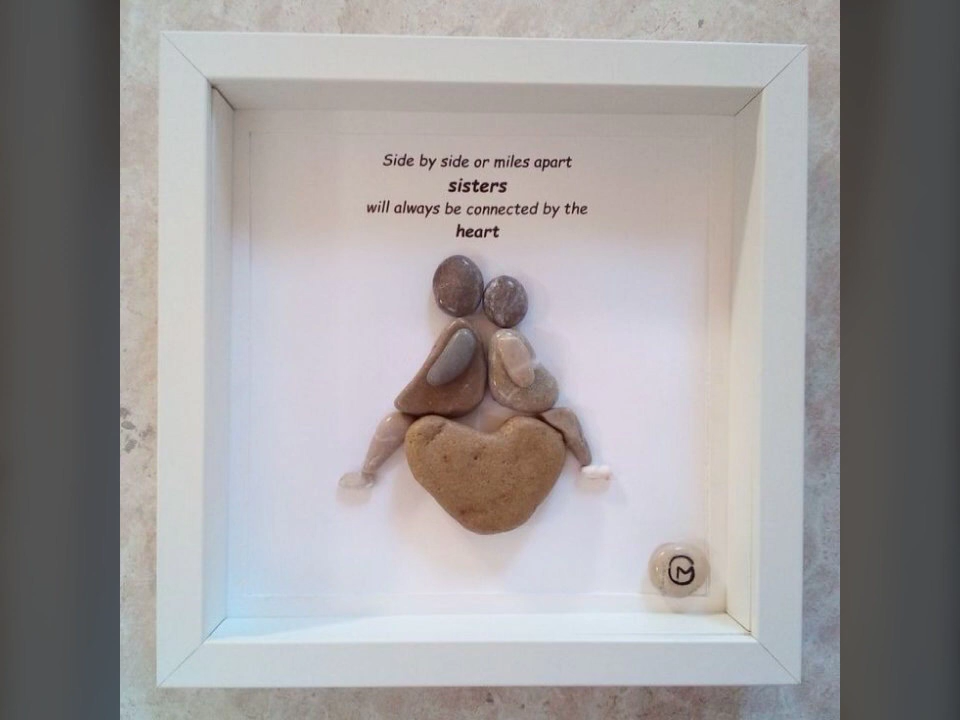 Side by side or miles apart
sisters
will always be connected by the
heart